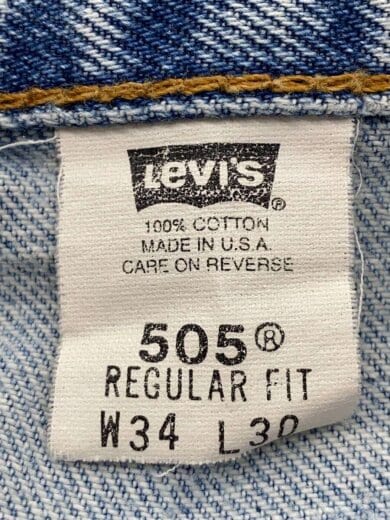 Levi's®
100% COTTON
MADE IN U.S.A.
CARE ON REVERSE
505®
REGULAR FIT
W34 L30